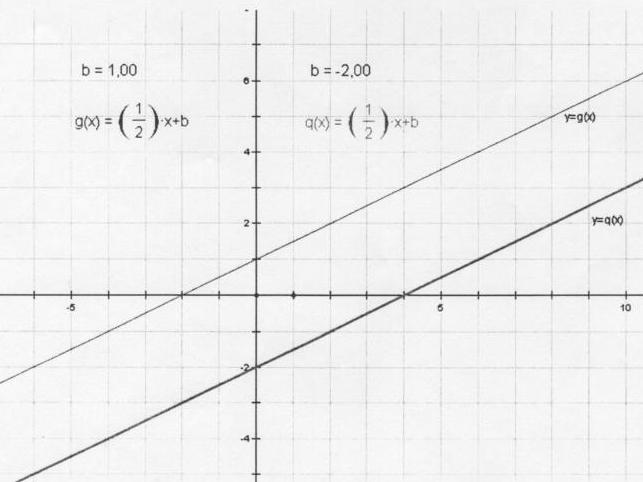 b = 1,00
b = -2,00
g(x) = (1/2)·x+b
q(x) = (1/2)·x+b
y=g(x)
y=q(x)
6
4
2
-5
5
10
-2
-4